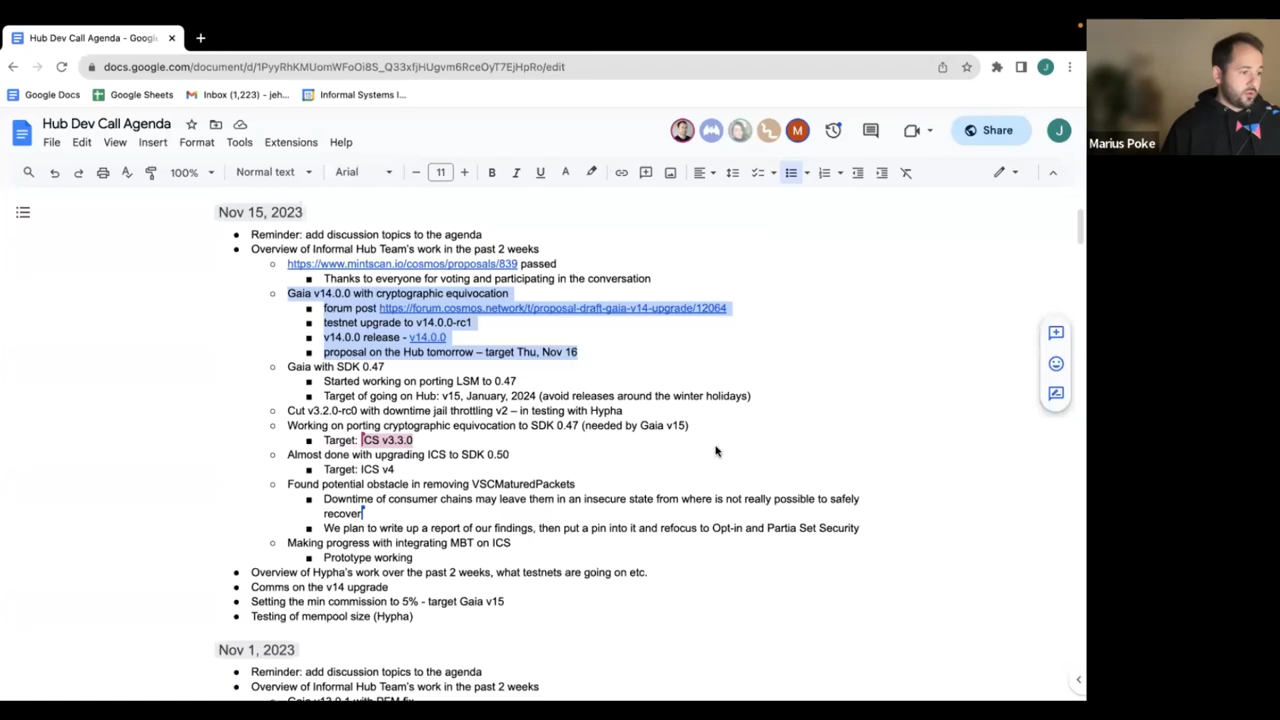 Hub Dev Call Agenda - Googl
docs.google.com/document/d/1PyyRhKMUomWFoOi8S_Q33xfjHUgvm6RceOyT7EjHpRo/edit
J
Google Docs
Google Sheets
Inbox (1,223) - jeh...
Informal Systems I...
Hub Dev Call Agenda
File Edit View Insert Format Tools Extensions Help
M
Share
J
100%
Normal text
Arial
11
B I U A
Marius Poke
Nov 15, 2023
Reminder: add discussion topics to the agenda
Overview of Informal Hub Team's work in the past 2 weeks
https://www.mintscan.io/cosmos/proposals/839 passed
Thanks to everyone for voting and participating in the conversation
Gaia v14.0.0 with cryptographic equivocation
forum post https://forum.cosmos.network/t/proposal-draft-gaia-v14-upgrade/12064
testnet upgrade to v14.0.0-rc1
v14.0.0 release - v14.0.0
proposal on the Hub tomorrow – target Thu, Nov 16
Gaia with SDK 0.47
Started working on porting LSM to 0.47
Target of going on Hub: v15, January, 2024 (avoid releases around the winter holidays)
Cut v3.2.0-rc0 with downtime jail throttling v2 – in testing with Hypha
Working on porting cryptographic equivocation to SDK 0.47 (needed by Gaia v15)
Target: ICS v3.3.0
Almost done with upgrading ICS to SDK 0.50
Target: ICS v4
Found potential obstacle in removing VSCMaturedPackets
Downtime of consumer chains may leave them in an insecure state from where is not really possible to safely
recover
We plan to write up a report of our findings, then put a pin into it and refocus to Opt-in and Partia Set Security
Making progress with integrating MBT on ICS
Prototype working
Overview of Hypha's work over the past 2 weeks, what testnets are going on etc.
Comms on the v14 upgrade
Setting the min commission to 5% - target Gaia v15
Testing of mempool size (Hypha)
Nov 1, 2023
Reminder: add discussion topics to the agenda
Overview of Informal Hub Team's work in the past 2 weeks
Gaia v13.0.1 with PFM fix